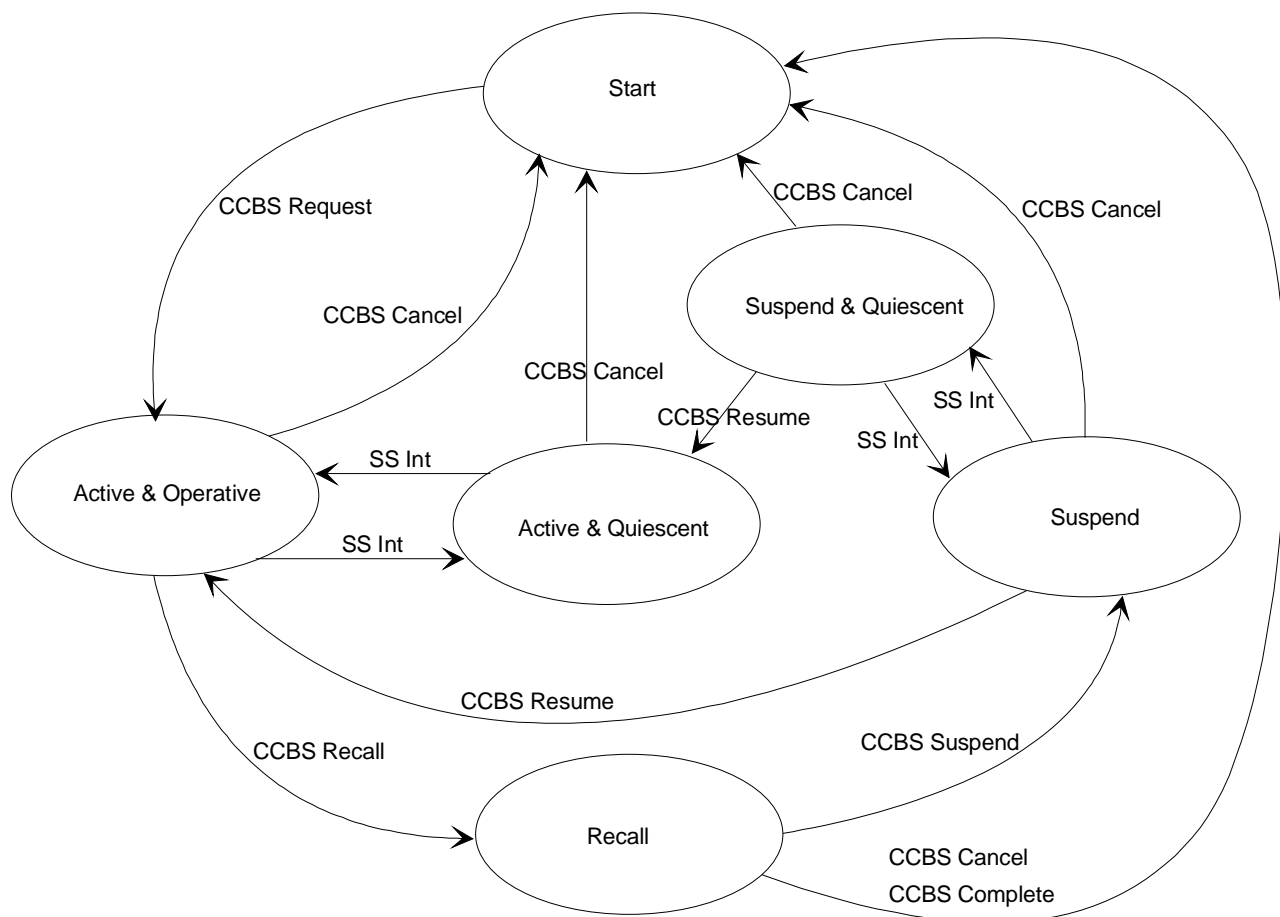 Start
CCBS Cancel
CCBS Request
CCBS Cancel
Suspend & Quiescent
CCBS Cancel
CCBS Cancel
SS Int
CCBS Resume
SS Int
SS Int
Active & Operative
Suspend
Active & Quiescent
SS Int
CCBS Resume
CCBS Suspend
CCBS Recall
Recall
CCBS Cancel
CCBS Complete